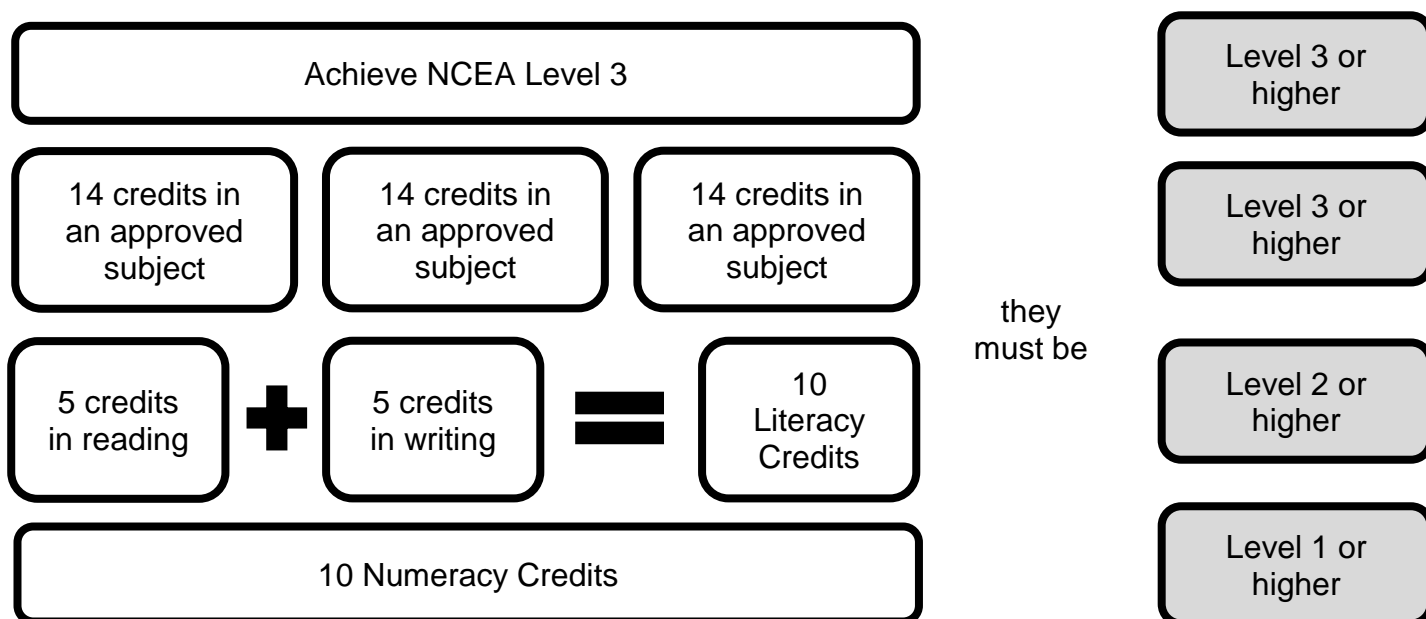 Achieve NCEA Level 3
Level 3 or
higher
14 credits in
an approved
subject
14 credits in
an approved
subject
14 credits in
an approved
subject
Level 3 or
higher
they
must be
5 credits
in reading
5 credits
in writing
10
Literacy
Credits
Level 2 or
higher
10 Numeracy Credits
Level 1 or
higher